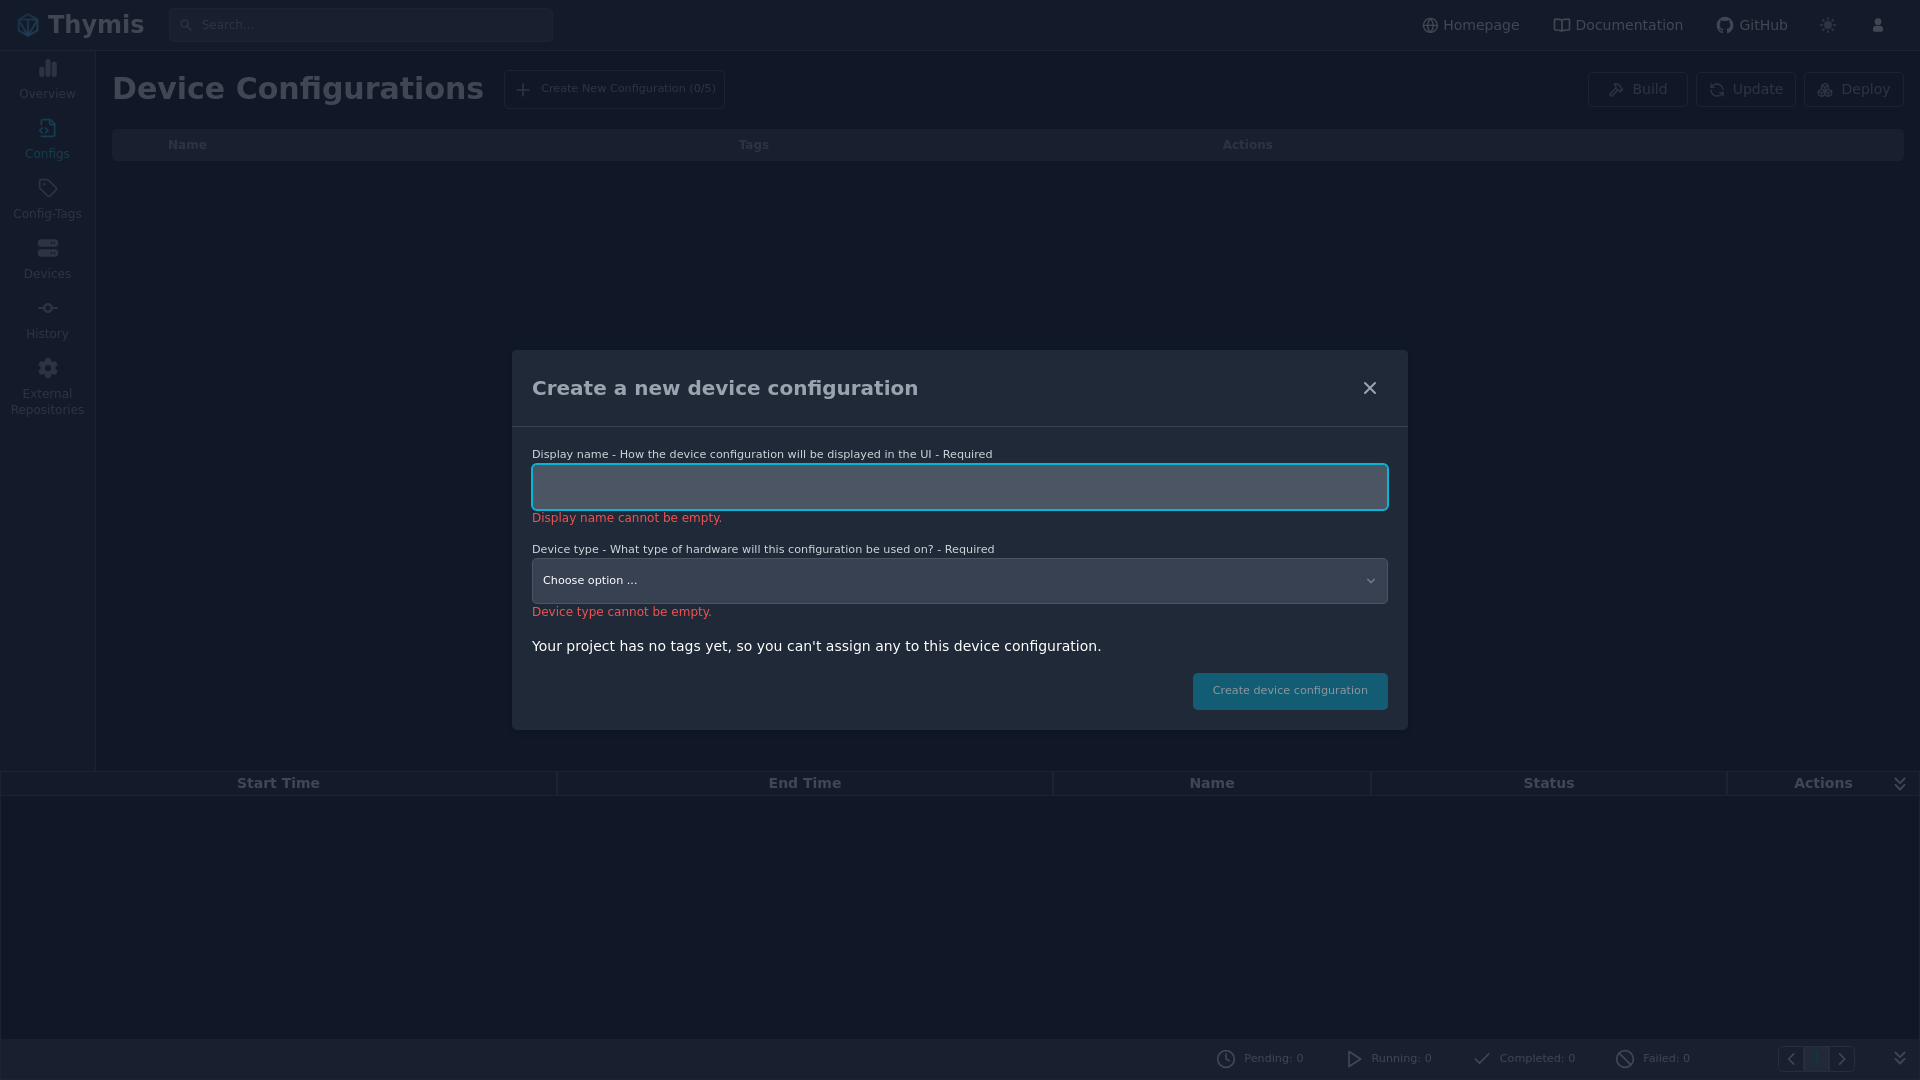 Thymis
Search...
Homepage
Documentation
GitHub
Overview
Configs
Config-Tags
Devices
History
External
Repositories
Device Configurations
Create New Configuration (0/5)
Build
Update
Deploy
Name
Tags
Actions
Create a new device configuration
Display name - How the device configuration will be displayed in the UI - Required
Display name cannot be empty.
Device type - What type of hardware will this configuration be used on? - Required
Choose option ...
Device type cannot be empty.
Your project has no tags yet, so you can't assign any to this device configuration.
Create device configuration
Start Time
End Time
Name
Status
Actions
Pending: 0
Running: 0
Completed: 0
Failed: 0